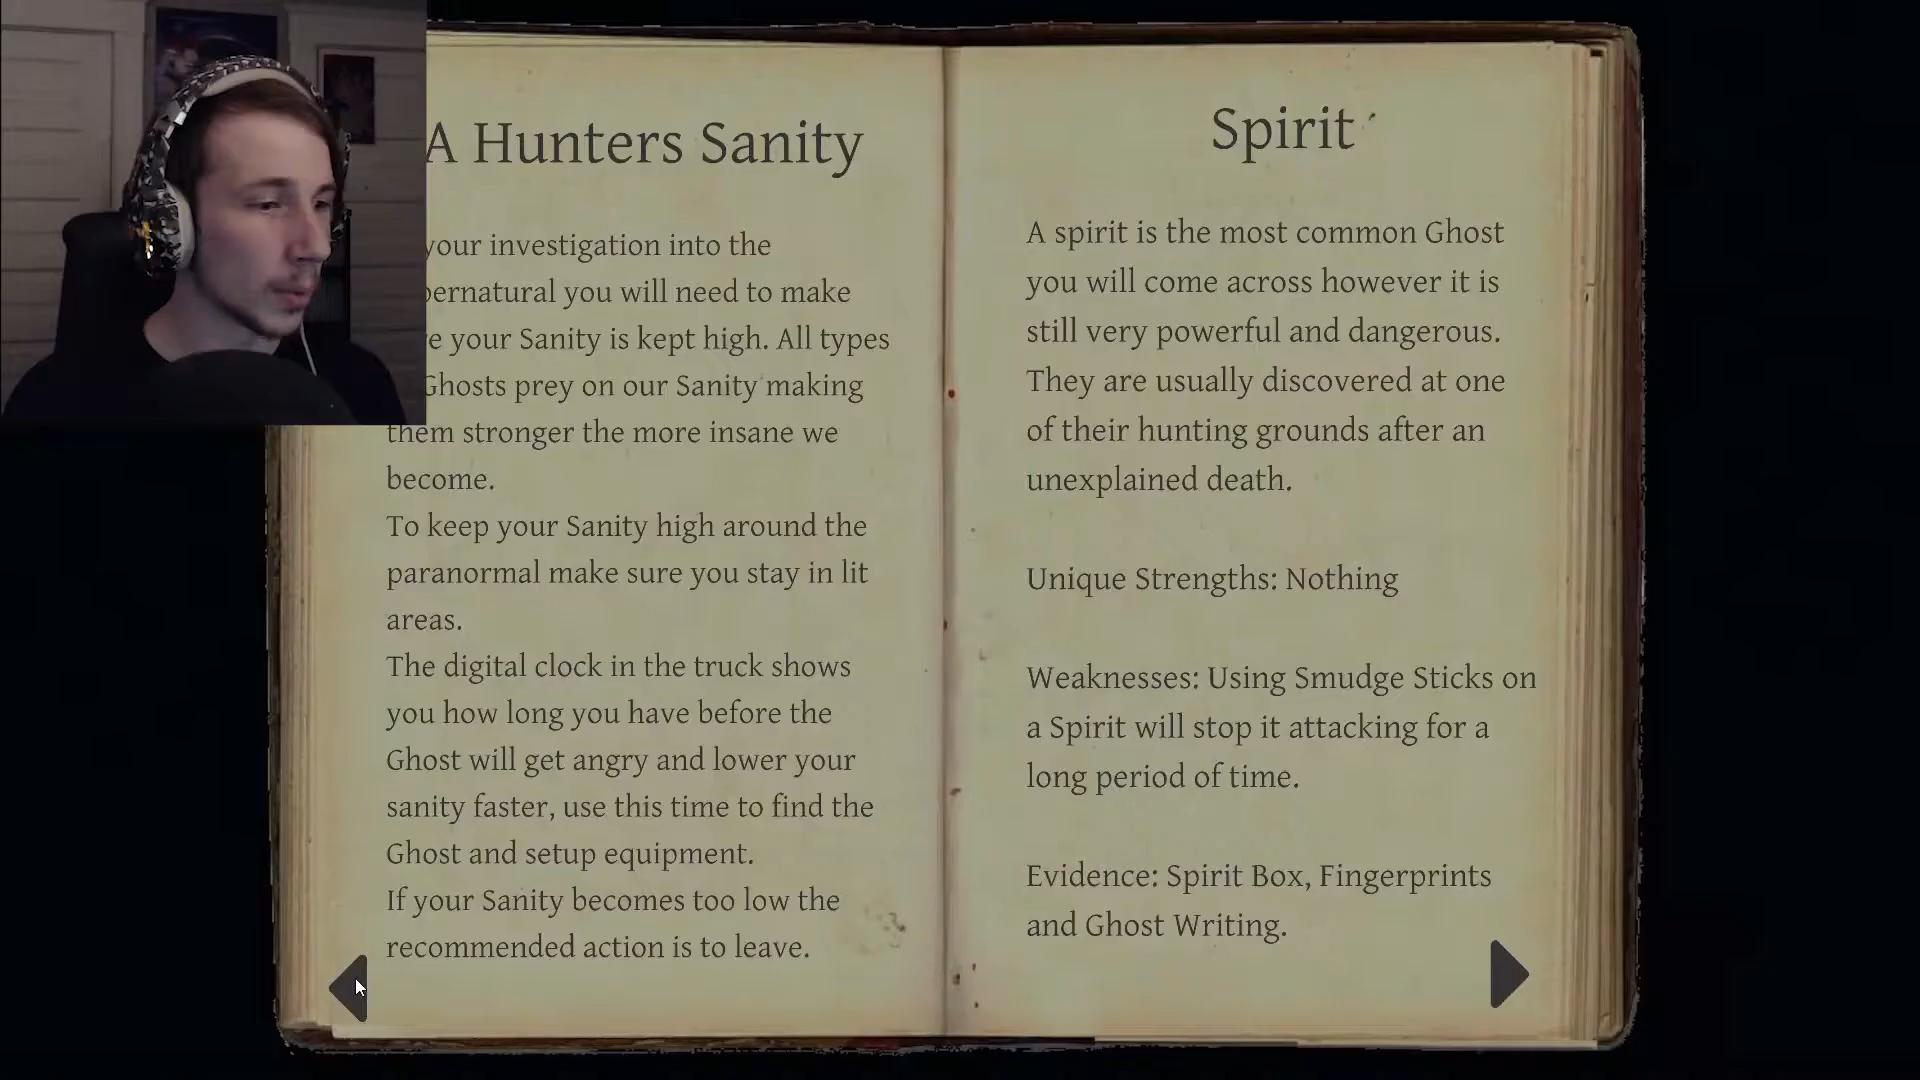 A Hunters Sanity
your investigation into the
you will need to make
your Sanity is kept high. All types
Ghosts prey on our Sanity making
them stronger the more insane we
become.
To keep your Sanity high around the
paranormal make sure you stay in lit
areas.
The digital clock in the truck shows
you how long you have before the
Ghost will get angry and lower your
sanity faster, use this time to find the
Ghost and setup equipment.
If your Sanity becomes too low the
recommended action is to leave.
Spirit
A spirit is the most common Ghost
you will come across however it is
still very powerful and dangerous.
They are usually discovered at one
of their hunting grounds after an
unexplained death.
Unique Strengths: Nothing
Weaknesses: Using Smudge Sticks on
a Spirit will stop it attacking for a
long period of time.
Evidence: Spirit Box, Fingerprints
and Ghost Writing.